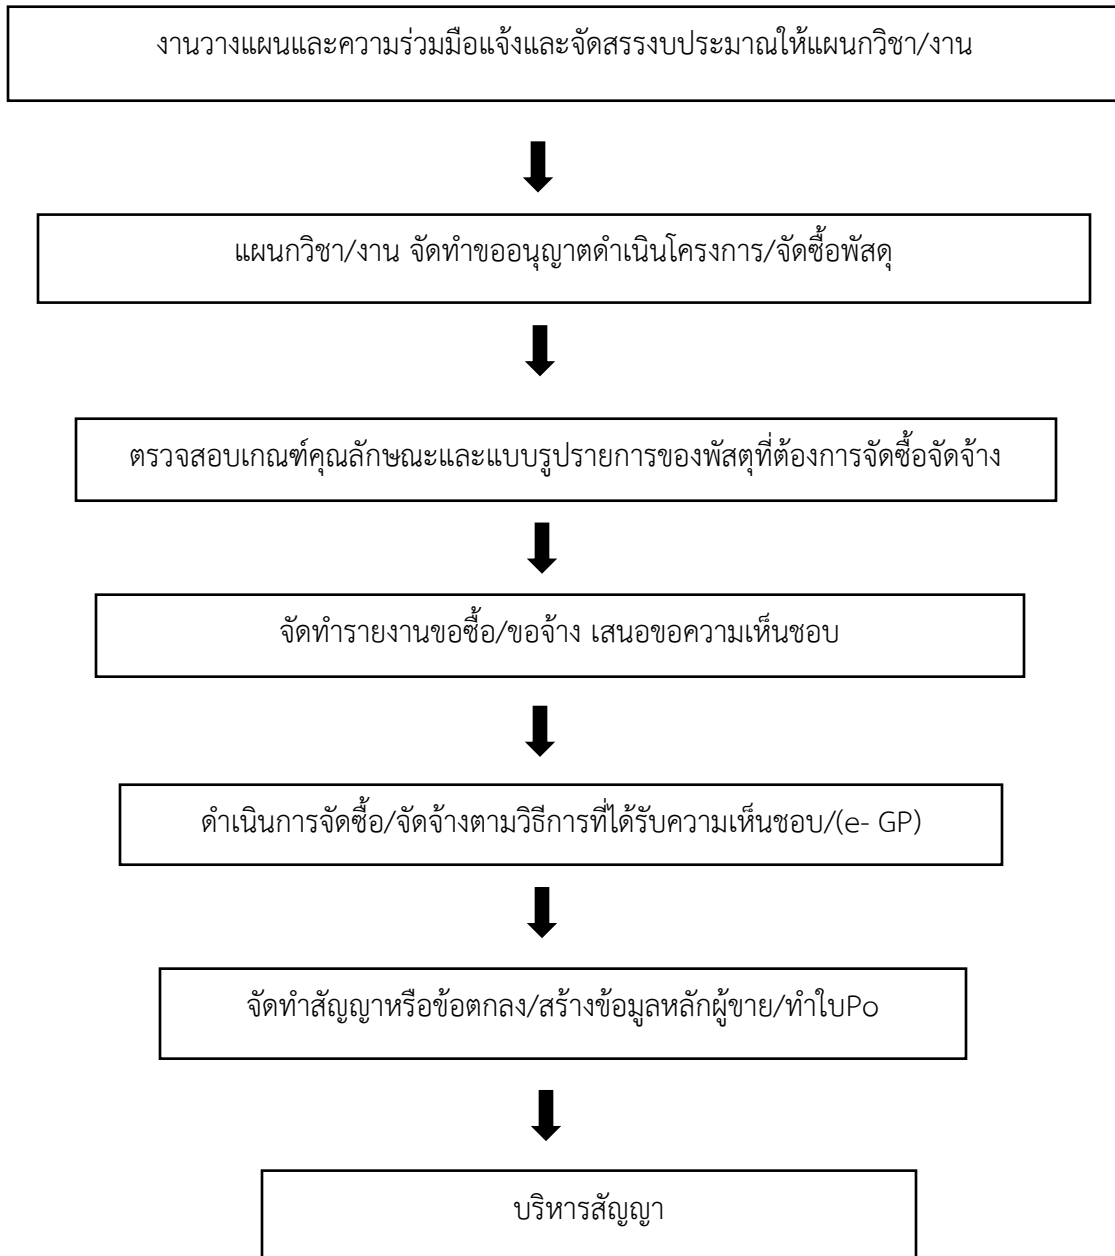 งานวางแผนและความร่วมมือแจ้งและจัดสรรงบประมาณให้แผนกวิชา/งาน
แผนกวิชา/งาน จัดทำขออนุญาตดำเนินโครงการ/จัดซื้อพัสดุ
ตรวจสอบเกณฑ์คุณลักษณะและแบบรูปรายการของพัสตุที่ต้องการจัดซื้อจัดจ้าง
จัดทำรายงานขอซื้อ/ขอจ้าง เสนอขอความเห็นชอบ
ดำเนินการจัดซื้อ/จัดจ้างตามวิธีการที่ได้รับความเห็นชอบ/(e- GP)
จัดทำสัญญาหรือข้อตกลง/สร้างข้อมูลหลักผู้ขาย/ทำใบPo
บริหารสัญญา